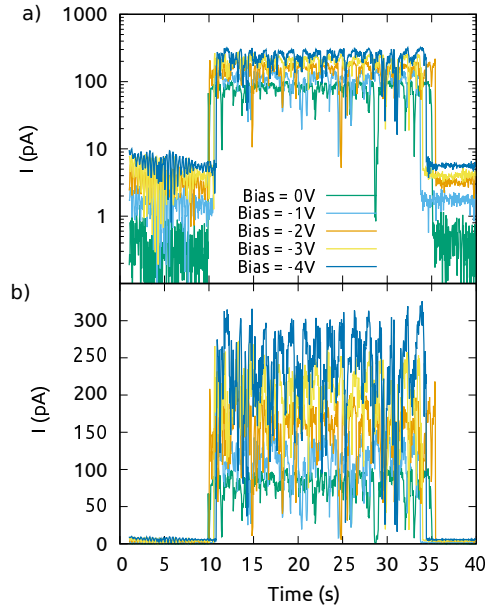 a)
1000
100
10
1
I (pA)
Bias = 0V
Bias = -1V
Bias = -2V
Bias = -3V
Bias = -4V
b)
300
250
200
150
100
50
0
I (pA)
0 5 10 15 20 25 30 35 40
Time (s)